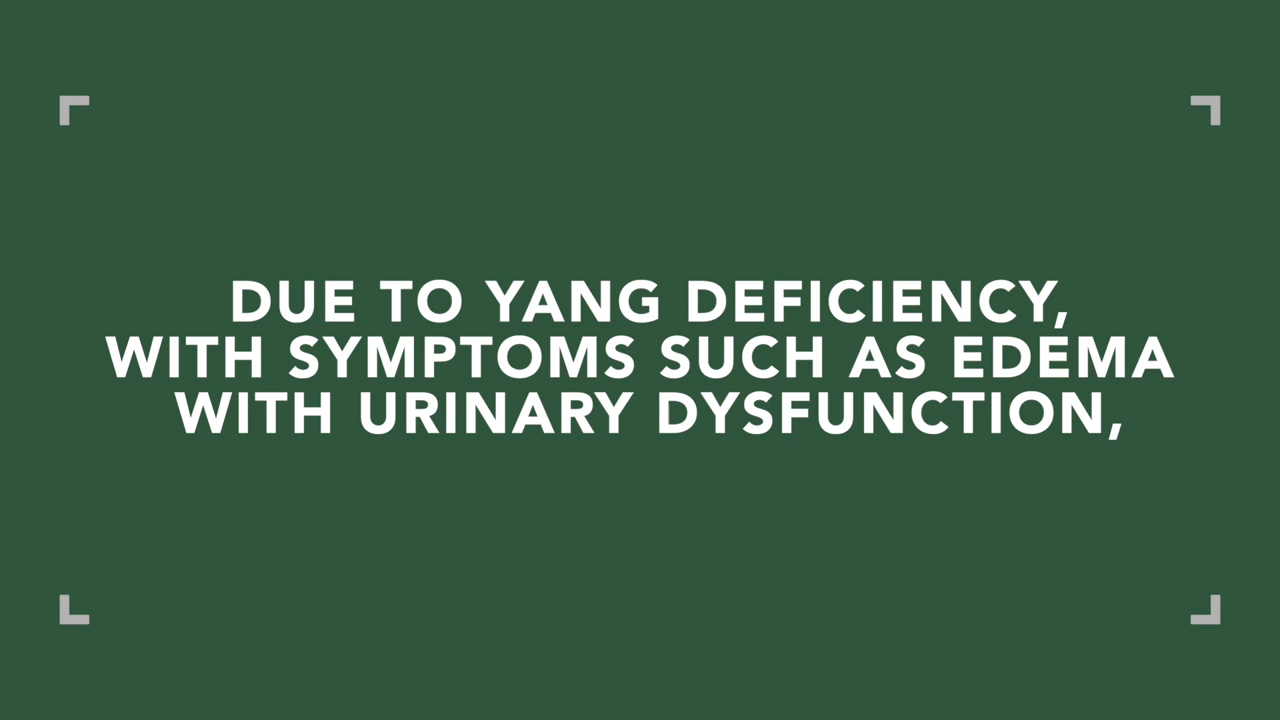 DUE TO YANG DEFICIENCY,
WITH SYMPTOMS SUCH AS EDEMA
WITH URINARY DYSFUNCTION,